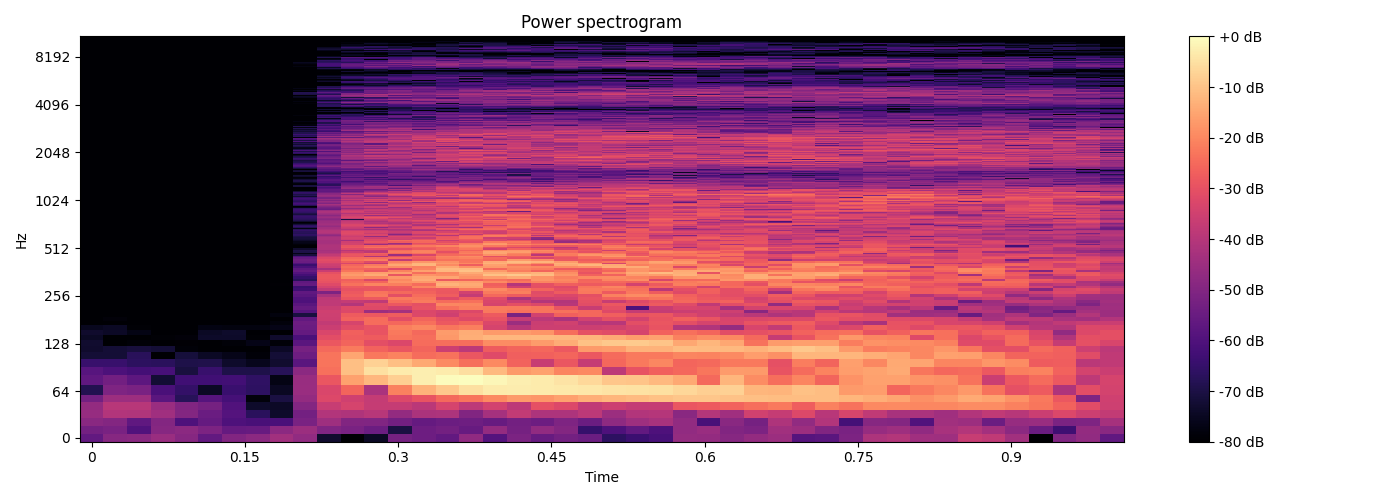 Power spectrogram
Hz
8192
4096
2048
1024
512
256
128
64
0
0
0.15
0.3
0.45
0.6
0.75
0.9
Time
+0 dB
-10 dB
-20 dB
-30 dB
-40 dB
-50 dB
-60 dB
-70 dB
-80 dB